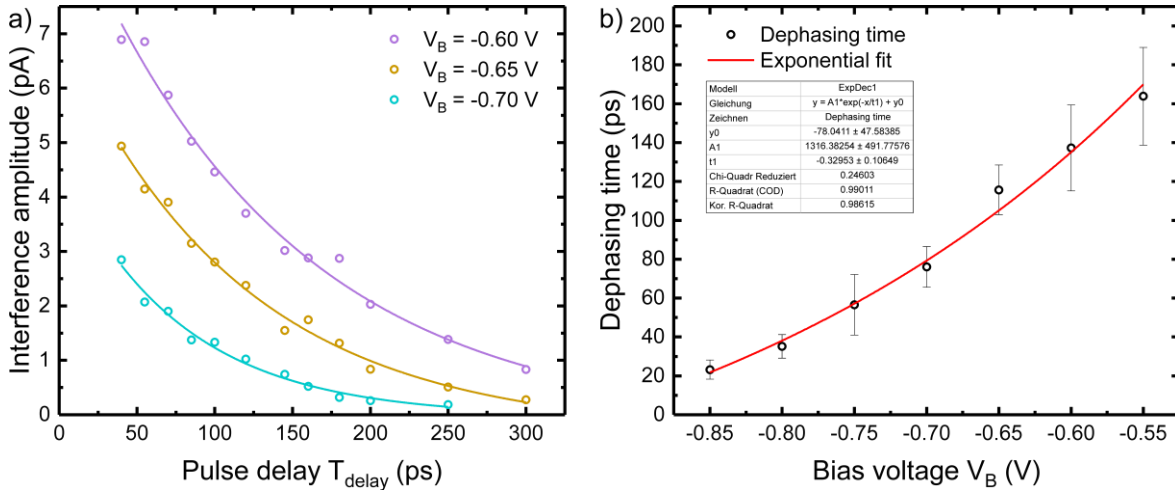 a)
Interference amplitude (pA)
7
6
5
4
3
2
1
0
V_B = -0.60 V
V_B = -0.65 V
V_B = -0.70 V
0 50 100 150 200 250 300
Pulse delay T_delay (ps)
b)
Dephasing time (ps)
200
180
160
140
120
100
80
60
40
20
0
Dephasing time
Exponential fit
Modell ExpDec1
Gleichung y = A1*exp(-x/t1) + y0
Zeichnen Dephasing time
y0 -78.0411 ± 47.58385
A1 1316.38254 ± 491.77576
t1 -0.32953 ± 0.10649
Chi-Quadr Reduziert 0.24603
R-Quadrat (COD) 0.99011
Kor. R-Quadrat 0.98615
-0.85 -0.80 -0.75 -0.70 -0.65 -0.60 -0.55
Bias voltage V_B (V)